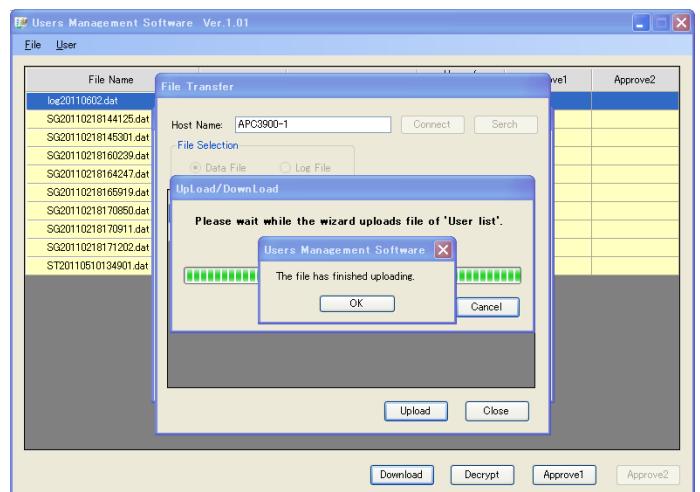 Users Management Software Ver.1.01
File User
File Name
ve1
Approve2
log20110602.dat
SG20110218144125.dat
SG20110218145301.dat
SG20110218160239.dat
SG20110218164247.dat
SG20110218165919.dat
SG20110218170850.dat
SG20110218170911.dat
SG20110218171202.dat
ST20110510134901.dat
File Transfer
Host Name: APC3900-1 Connect Serch
File Selection
Data File Log File
UpLoad/DownLoad
Please wait while the wizard uploads file of 'User list'.
Users Management Software
The file has finished uploading.
OK
Cancel
Upload Close
Download Decrypt Approve1 Approve2